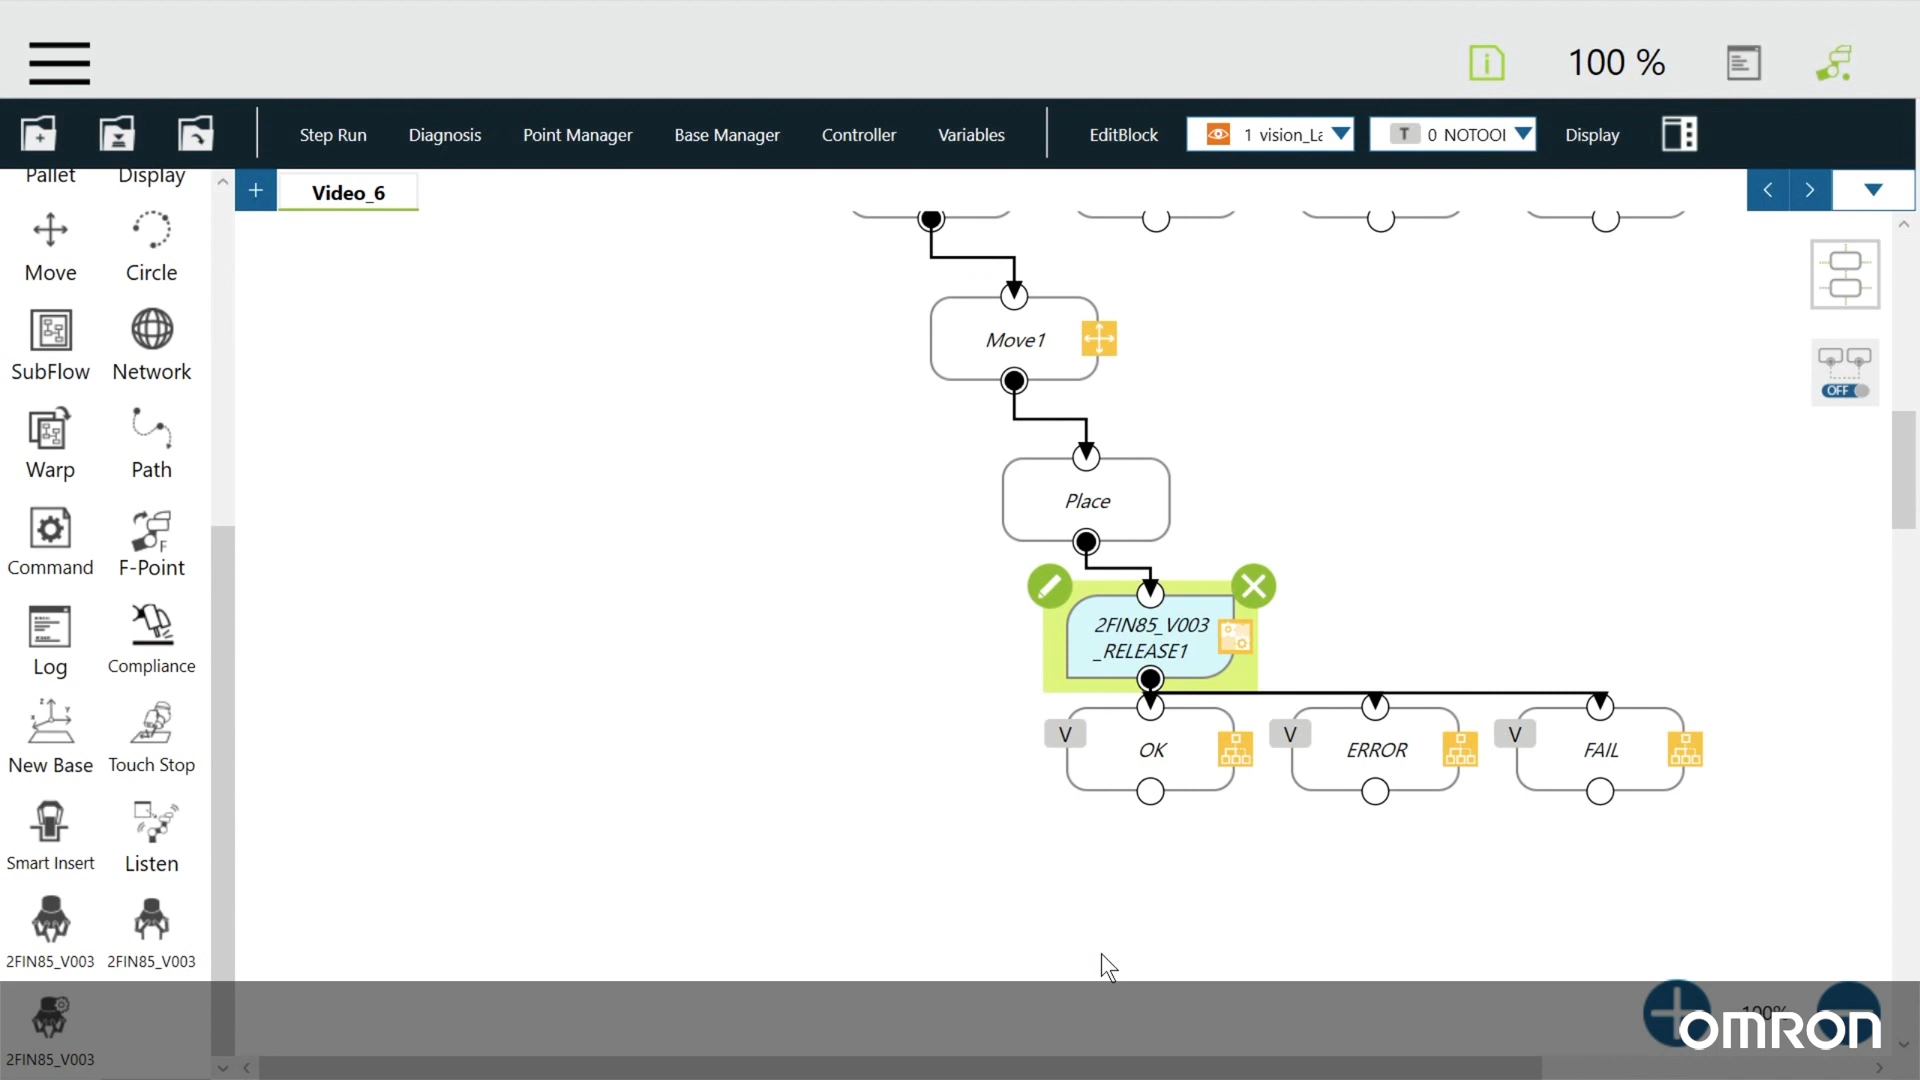 100 %
Step Run
Diagnosis
Point Manager
Base Manager
Controller
Variables
EditBlock
1 vision_La
T 0 NOTOOL
Display
Pallet
Display
+
Video_6
Move
Circle
SubFlow
Network
Warp
Path
Command
F-Point
Log
Compliance
New Base
Touch Stop
Smart Insert
Listen
2FIN85_V003
2FIN85_V003
2FIN85_V003
Move1
Place
2FIN85_V003
_RELEASE1
V
OK
V
ERROR
V
FAIL
OFF
100%
OMRON